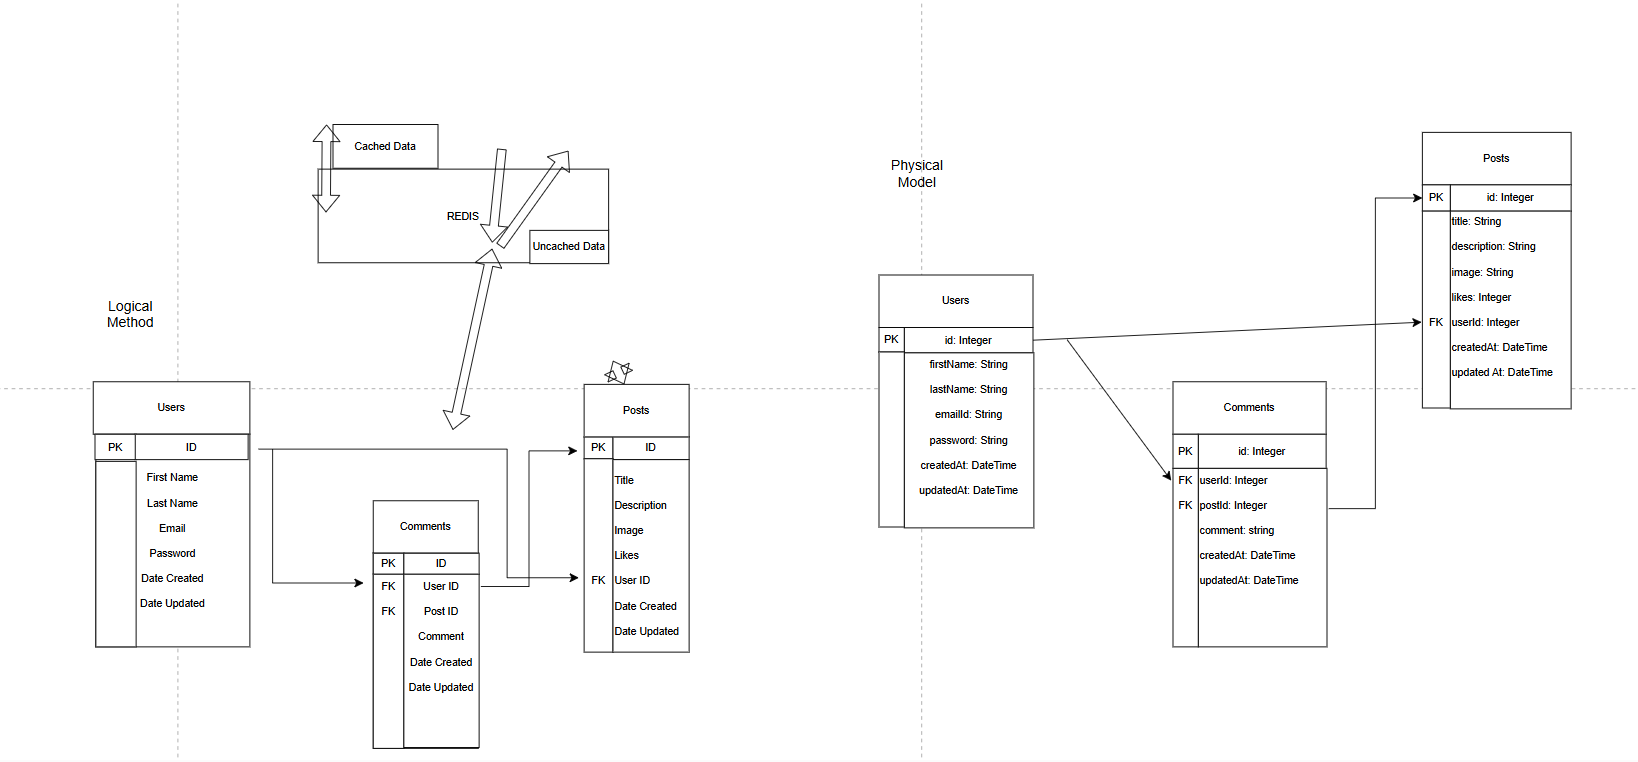 Cached Data
REDIS
Uncached Data
Logical
Method
Users
PK ID
First Name
Last Name
Email
Password
Date Created
Date Updated
Comments
PK ID
FK User ID
FK Post ID
Comment
Date Created
Date Updated
Posts
PK ID
Title
Description
Image
Likes
FK User ID
Date Created
Date Updated
Physical
Model
Users
PK id: Integer
firstName: String
lastName: String
emailId: String
password: String
createdAt: DateTime
updatedAt: DateTime
Comments
PK id: Integer
FK userId: Integer
FK postId: Integer
comment: string
createdAt: DateTime
updatedAt: DateTime
Posts
PK id: Integer
title: String
description: String
image: String
likes: Integer
FK userId: Integer
createdAt: DateTime
updated At: DateTime